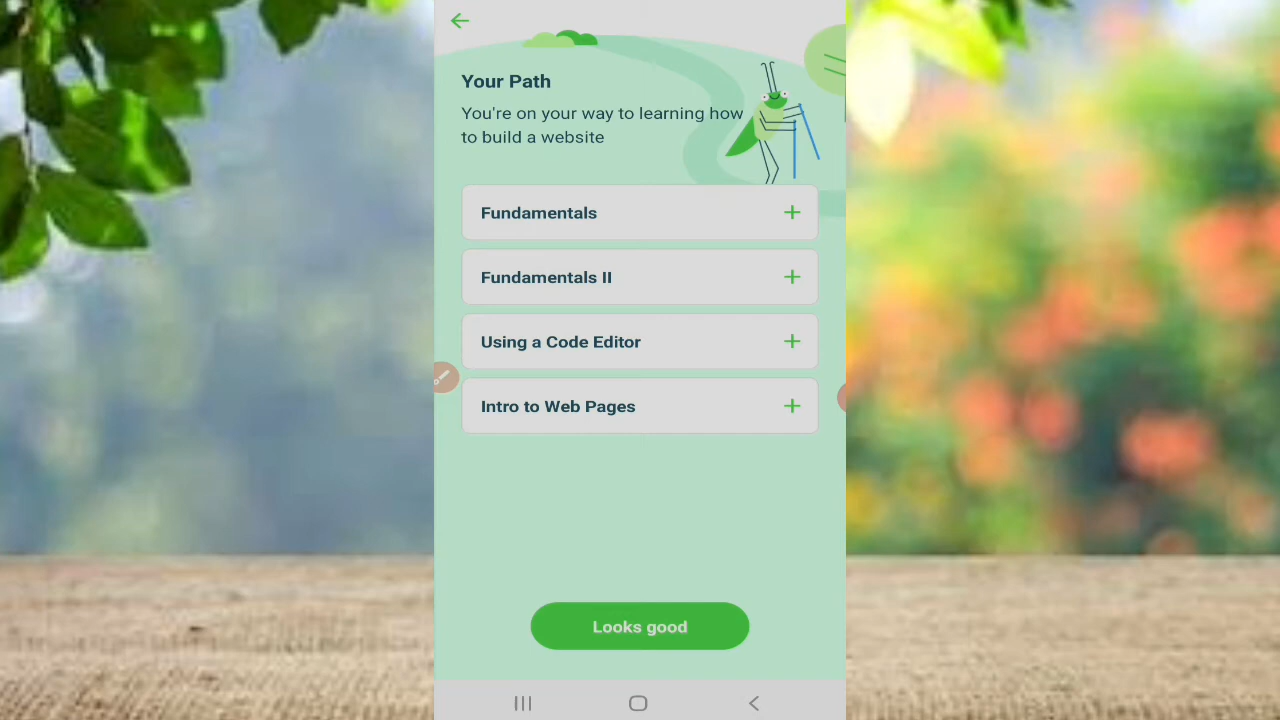 Your Path
You're on your way to learning how
to build a website
Fundamentals
Fundamentals II
Using a Code Editor
Intro to Web Pages
Looks good